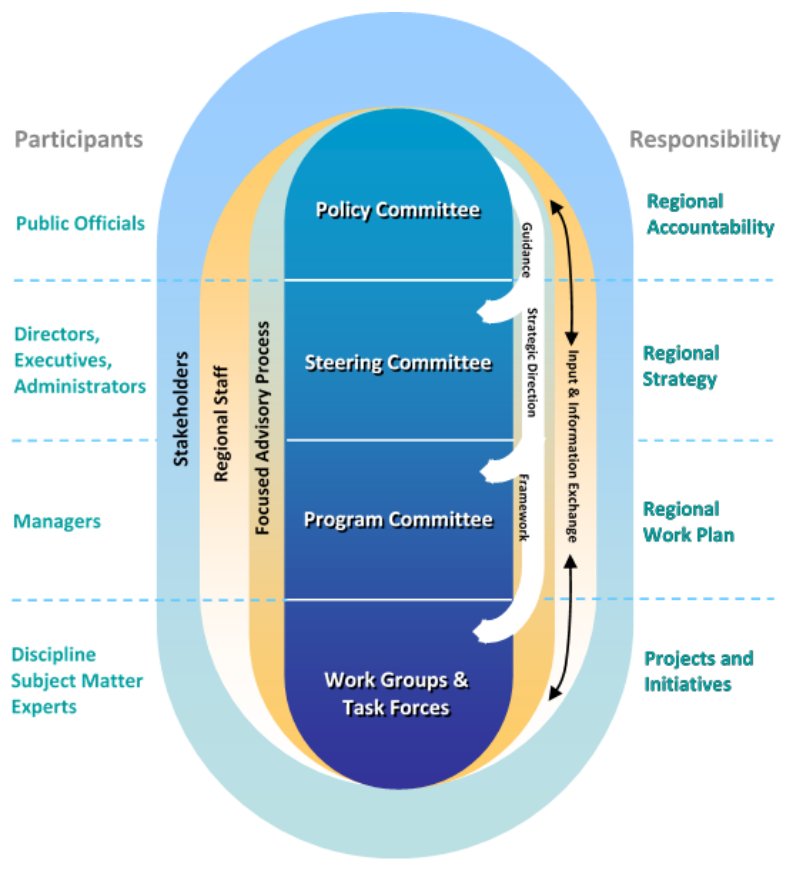 Participants
Responsibility
Public Officials
Policy Committee
Regional
Accountability
Guidance
Directors,
Executives,
Administrators
Stakeholders
Regional Staff
Focused Advisory Process
Steering Committee
Strategic Direction
Input & Information Exchange
Regional
Strategy
Managers
Program Committee
Framework
Regional
Work Plan
Discipline
Subject Matter
Experts
Work Groups &
Task Forces
Projects and
Initiatives